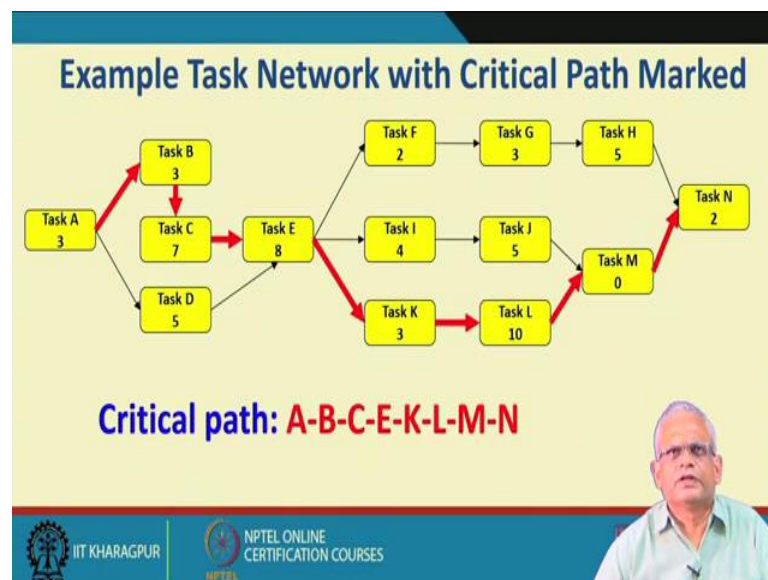 Example Task Network with Critical Path Marked
Task A
3
Task B
3
Task C
7
Task D
5
Task E
8
Task F
2
Task G
3
Task H
5
Task I
4
Task J
5
Task K
3
Task L
10
Task M
0
Task N
2
Critical path: A-B-C-E-K-L-M-N
IIT KHARAGPUR
NPTEL ONLINE
CERTIFICATION COURSES
NPTEL